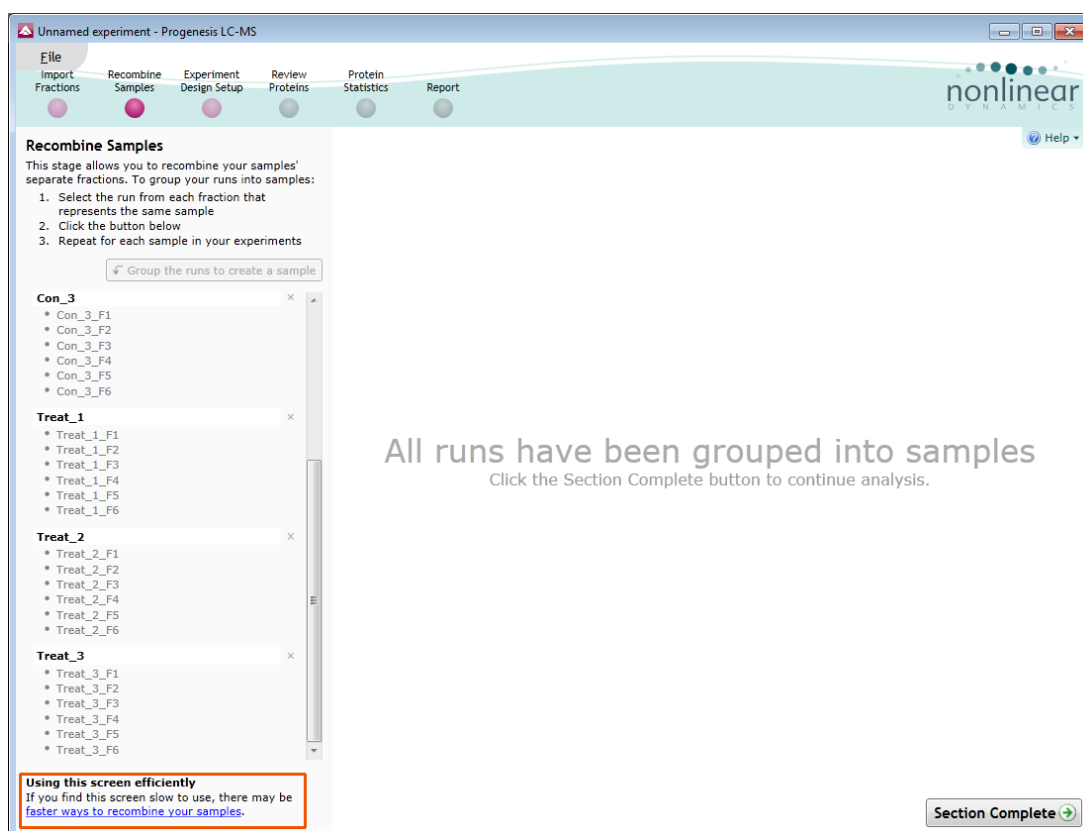 Unnamed experiment - Progenesis LC-MS
File
Import Fractions
Recombine Samples
Experiment Design Setup
Review Proteins
Protein Statistics
Report
nonlinear
DYNAMICS
Help
Recombine Samples
This stage allows you to recombine your samples'
separate fractions. To group your runs into samples:
1. Select the run from each fraction that
represents the same sample
2. Click the button below
3. Repeat for each sample in your experiments
Group the runs to create a sample
Con_3
• Con_3_F1
• Con_3_F2
• Con_3_F3
• Con_3_F4
• Con_3_F5
• Con_3_F6
Treat_1
• Treat_1_F1
• Treat_1_F2
• Treat_1_F3
• Treat_1_F4
• Treat_1_F5
• Treat_1_F6
Treat_2
• Treat_2_F1
• Treat_2_F2
• Treat_2_F3
• Treat_2_F4
• Treat_2_F5
• Treat_2_F6
Treat_3
• Treat_3_F1
• Treat_3_F2
• Treat_3_F3
• Treat_3_F4
• Treat_3_F5
• Treat_3_F6
Using this screen efficiently
If you find this screen slow to use, there may be
faster ways to recombine your samples.
All runs have been grouped into samples
Click the Section Complete button to continue analysis.
Section Complete